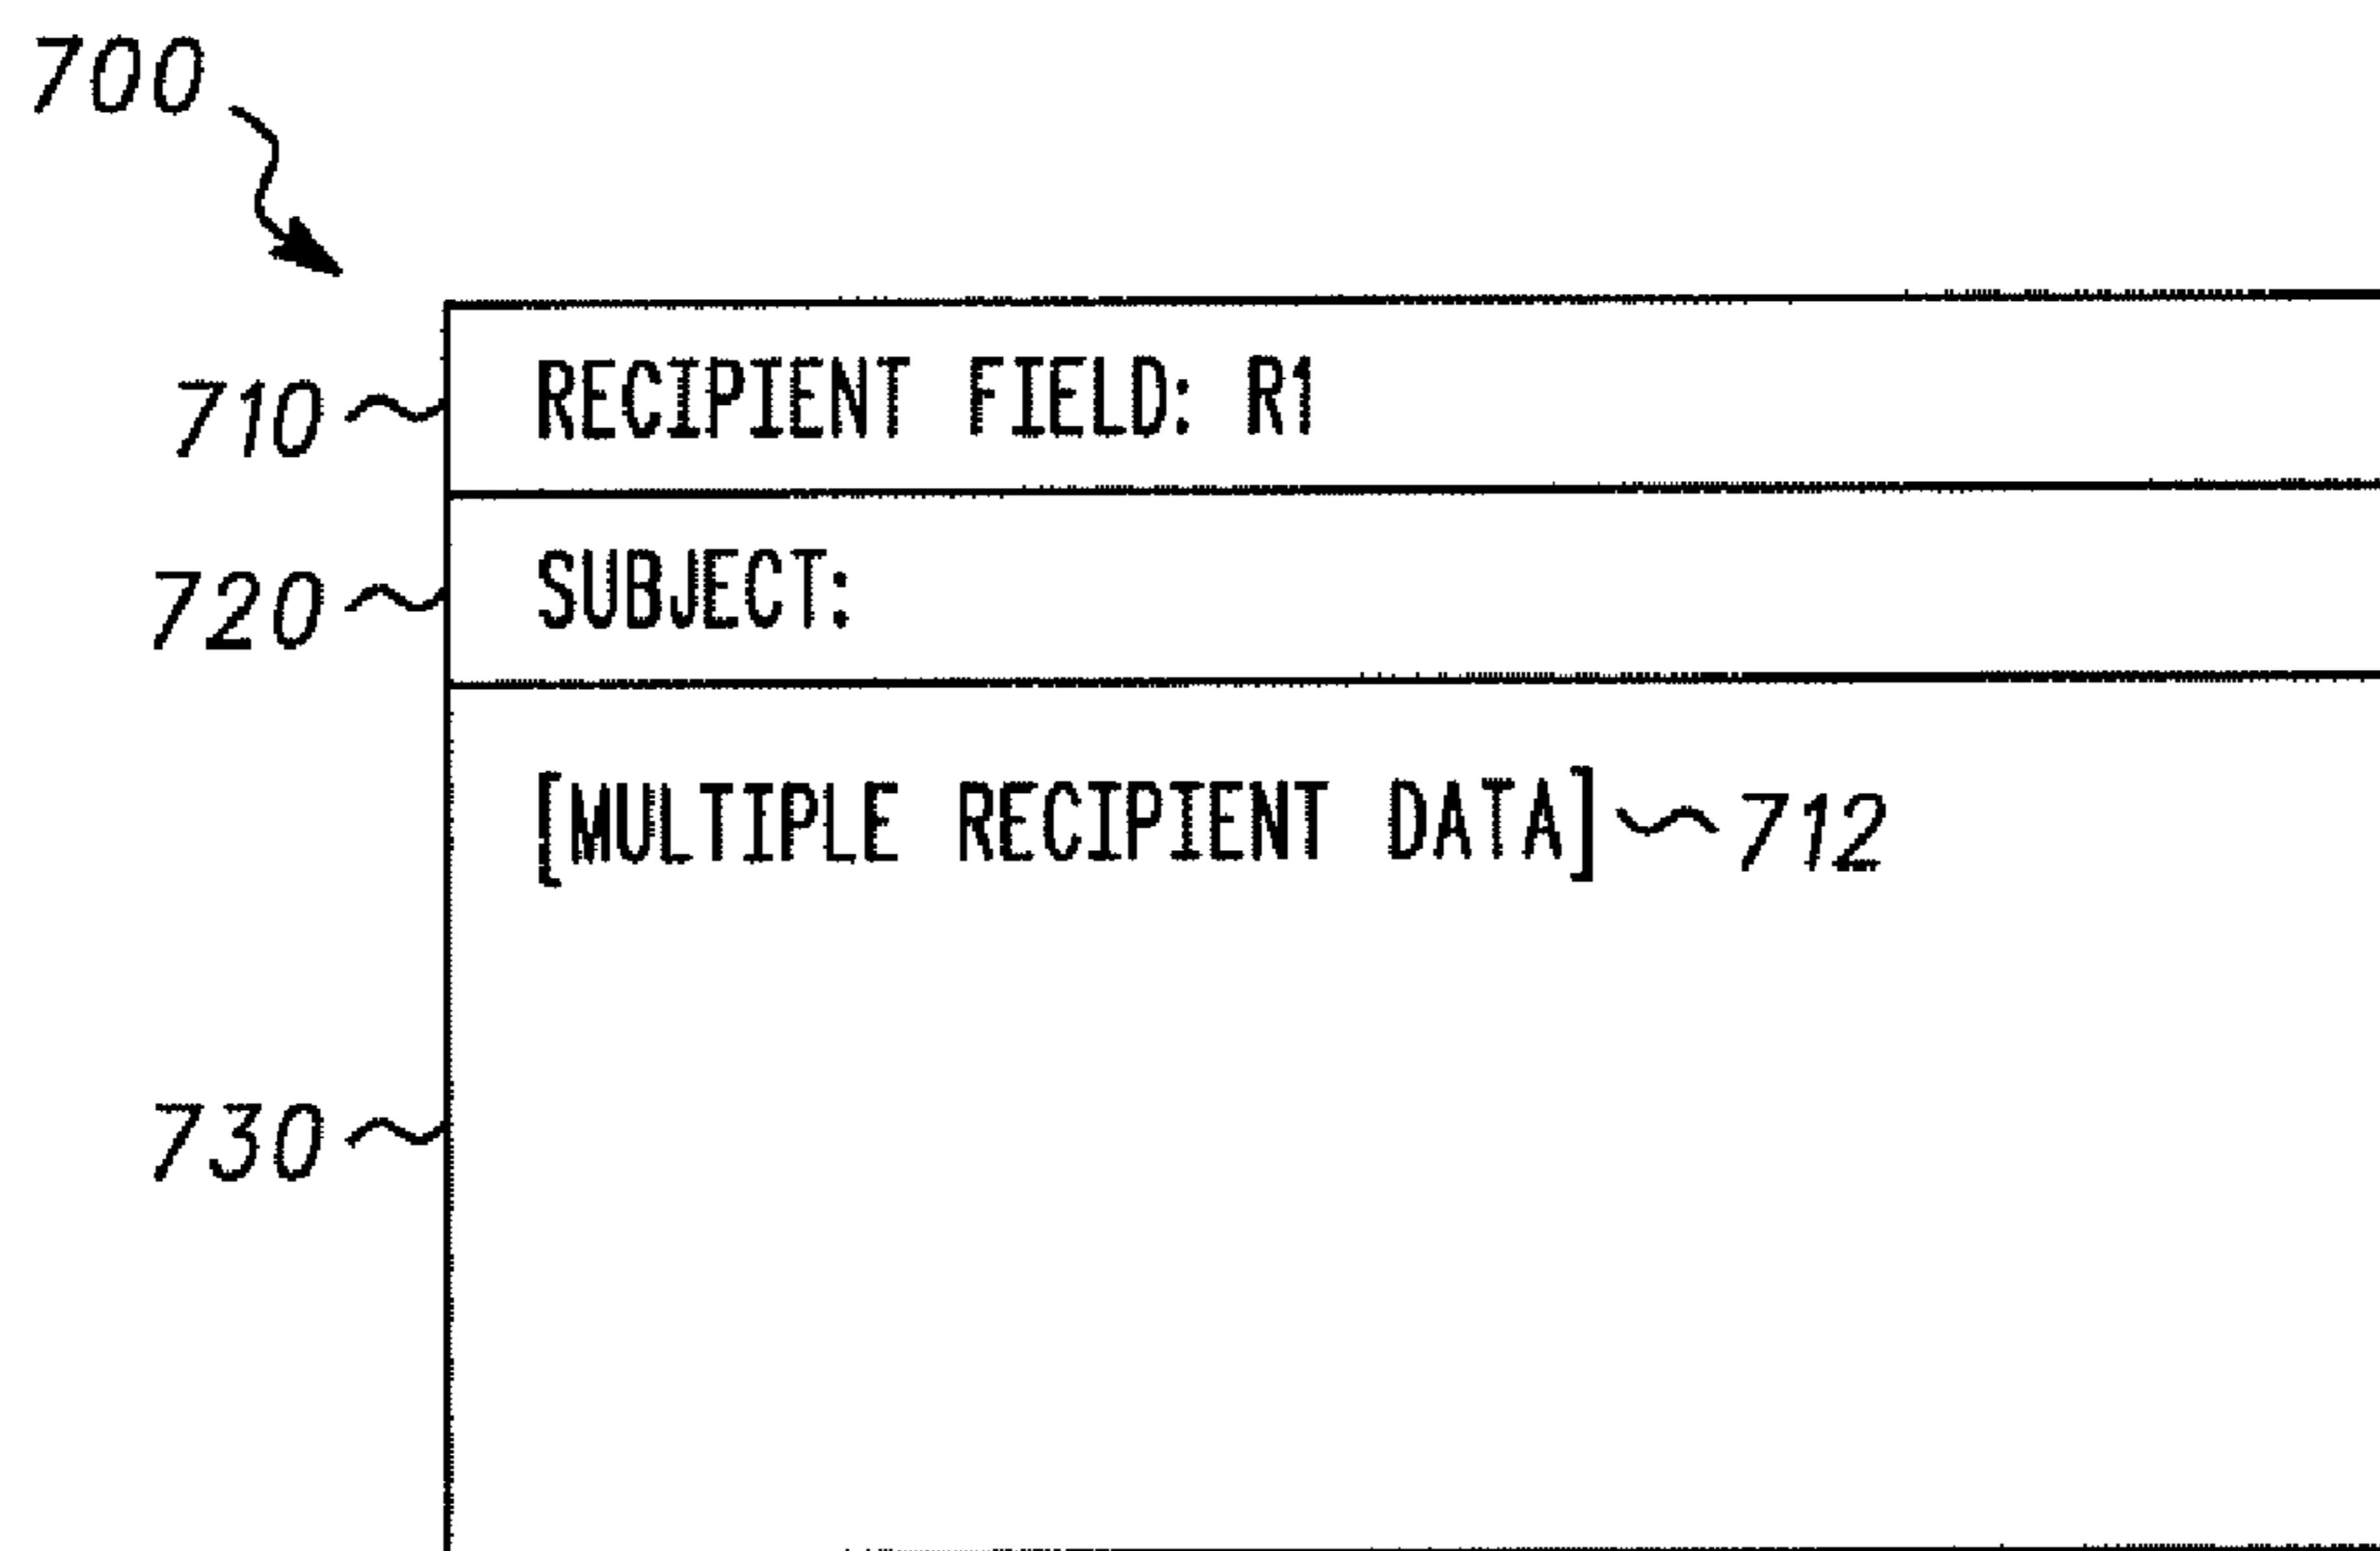 700
710 RECIPIENT FIELD: R1
720 SUBJECT:
[MULTIPLE RECIPIENT DATA] 712
730